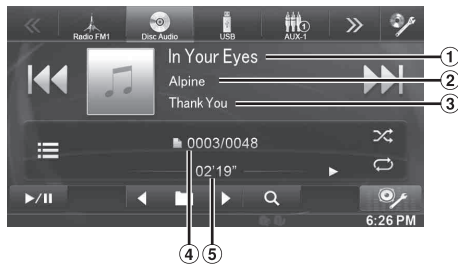 Radio FM1 Disc Audio USB AUX-1
In Your Eyes 1
Alpine 2
Thank You 3
0003/0048
02'19"
6:26 PM
4 5